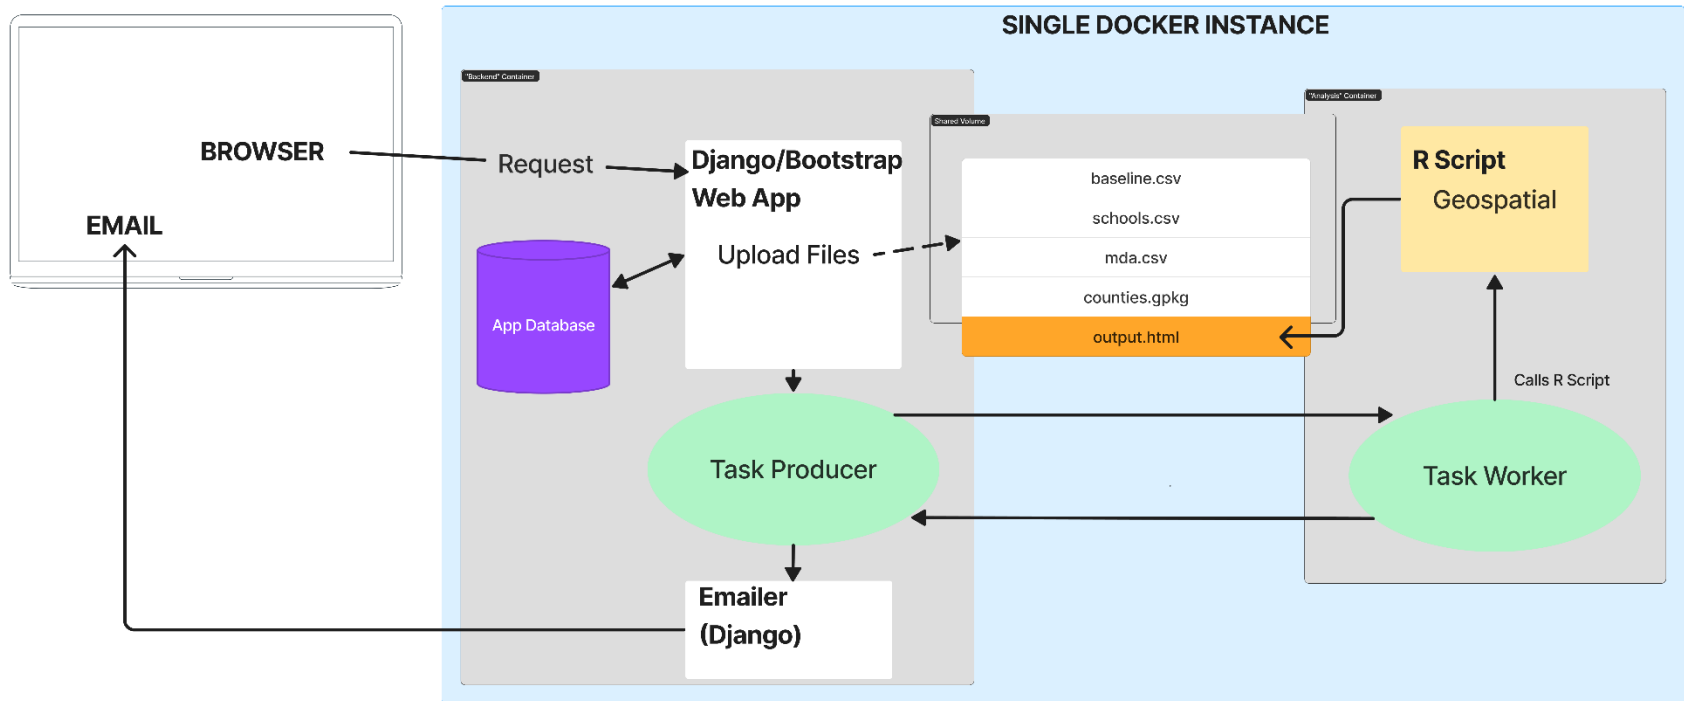 SINGLE DOCKER INSTANCE
"Backend" Container
"Analysis" Container
Shared Volume
BROWSER
Request
Django/Bootstrap
Web App
Upload Files
EMAIL
App Database
baseline.csv
schools.csv
mda.csv
counties.gpkg
output.html
R Script
Geospatial
Calls R Script
Task Producer
Task Worker
Emailer
(Django)